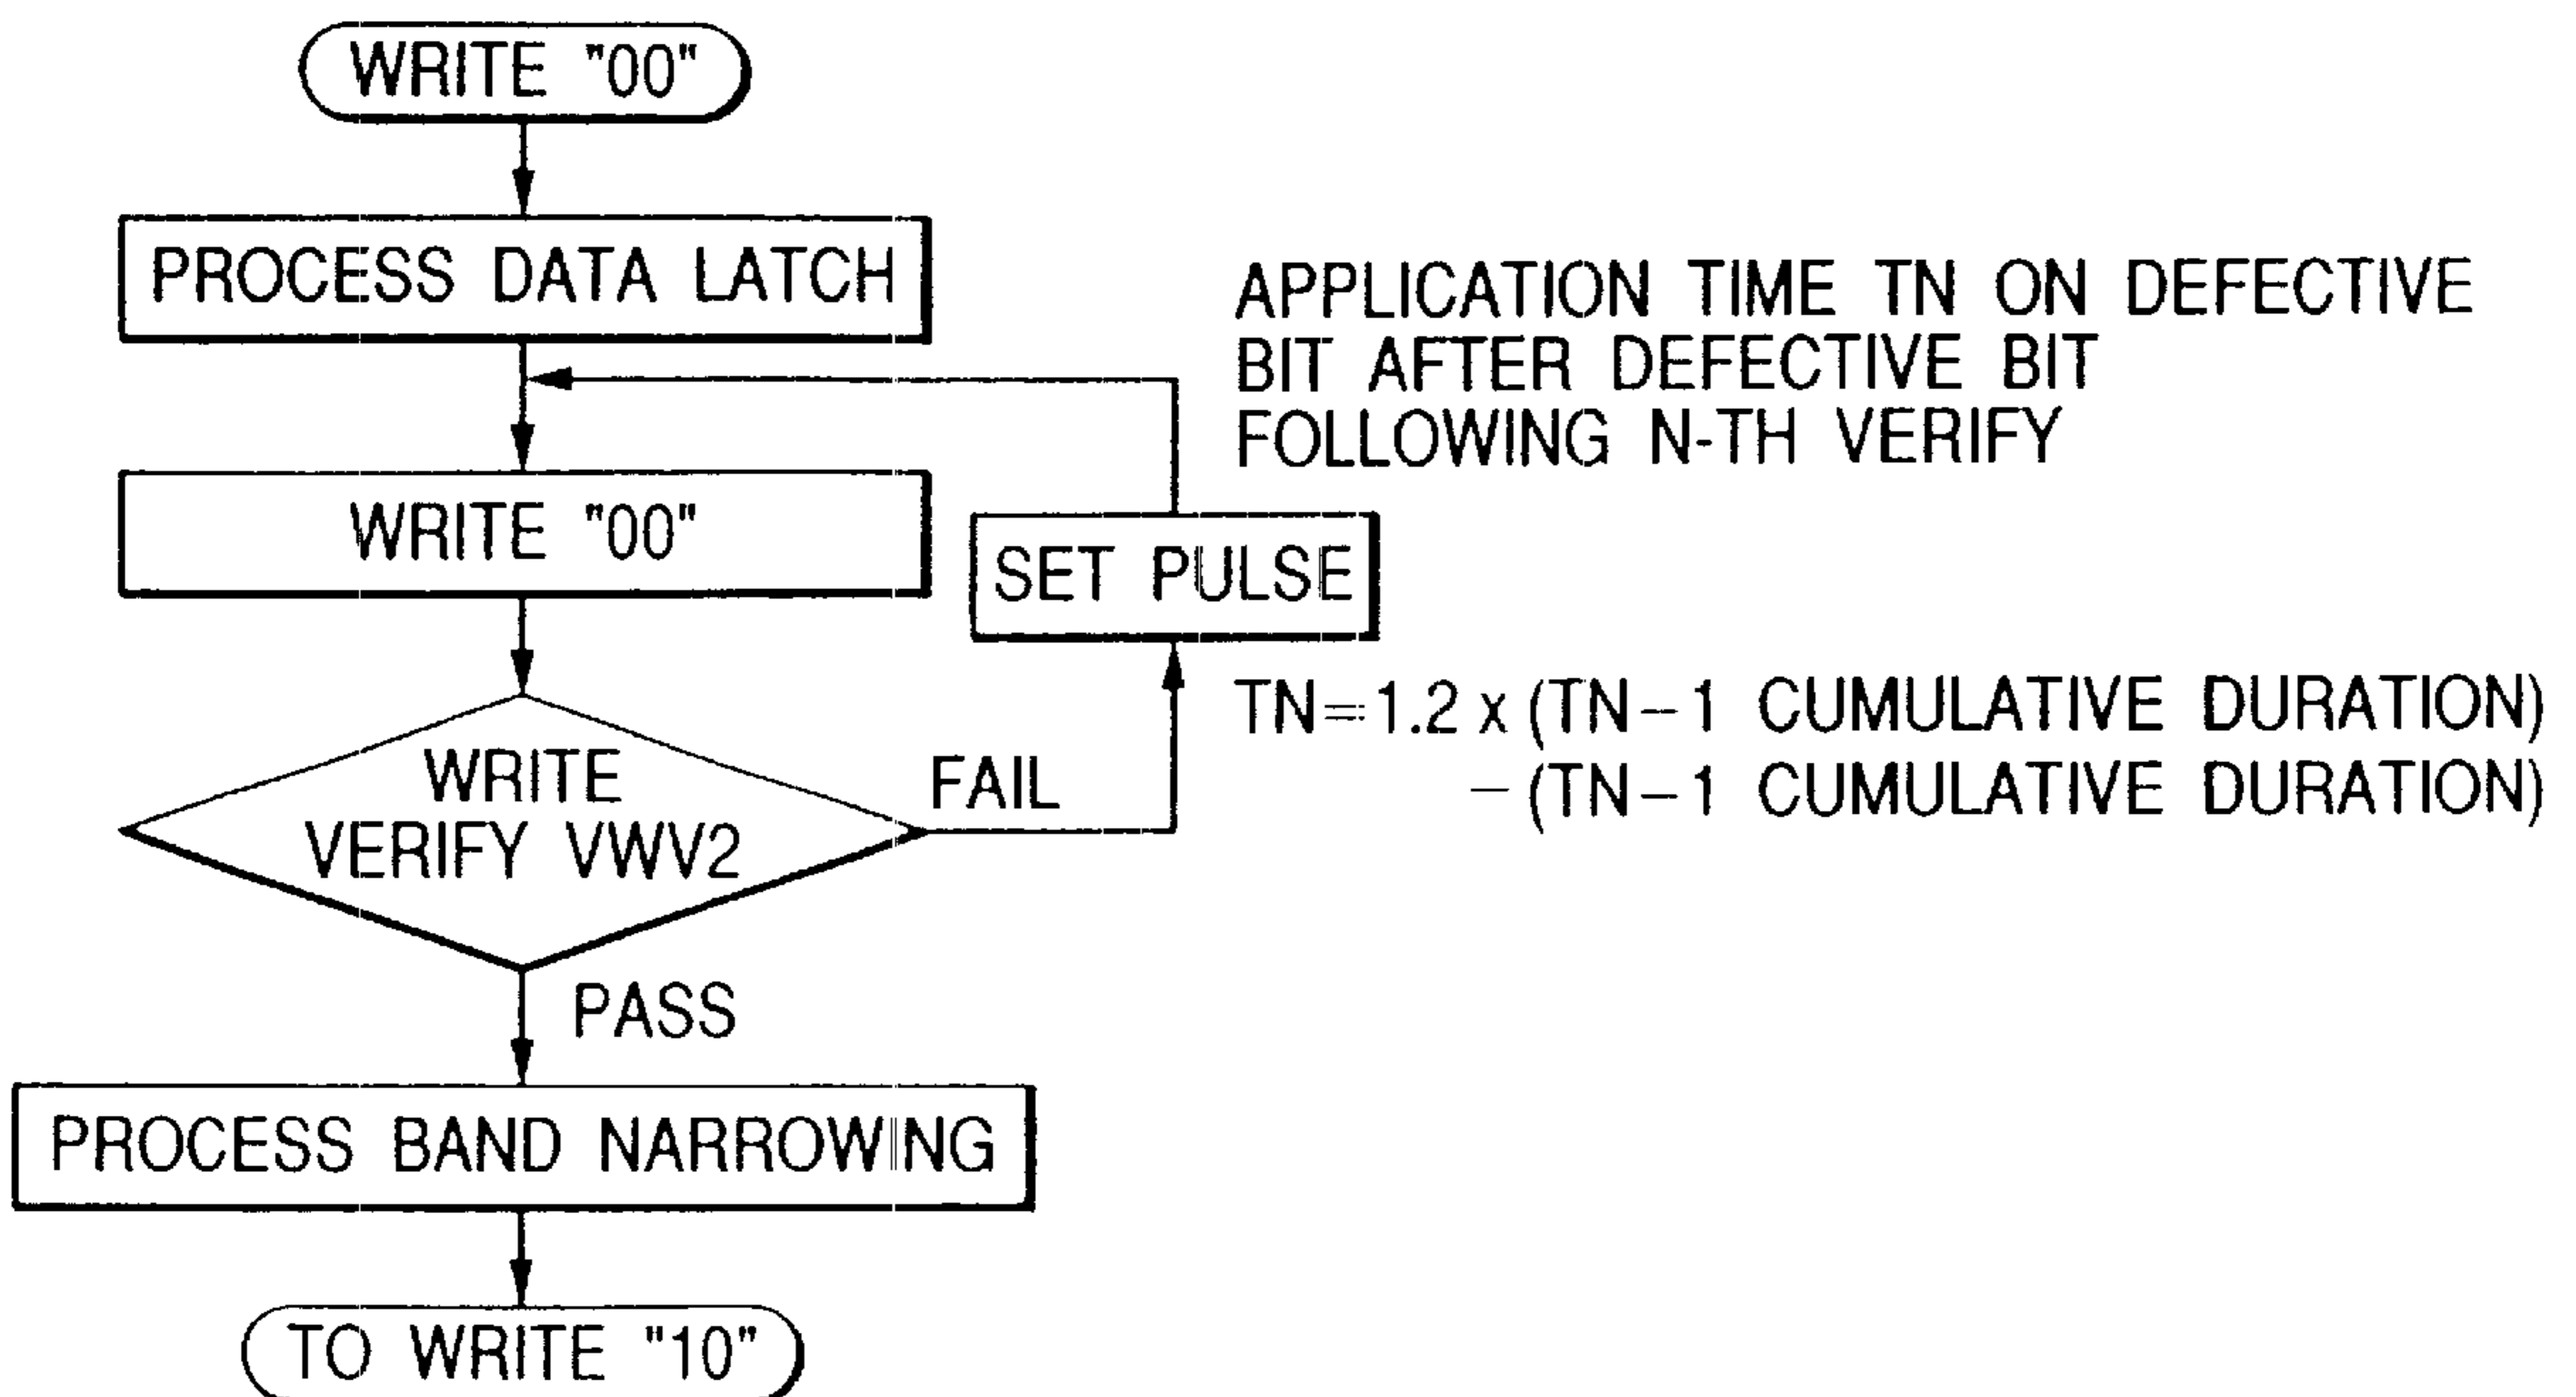 WRITE "00"
PROCESS DATA LATCH
APPLICATION TIME TN ON DEFECTIVE
BIT AFTER DEFECTIVE BIT
FOLLOWING N-TH VERIFY
WRITE "00"
SET PULSE
TN=1.2 x (TN-1 CUMULATIVE DURATION)
- (TN-1 CUMULATIVE DURATION)
WRITE
VERIFY VWV2
FAIL
PASS
PROCESS BAND NARROWING
TO WRITE "10"